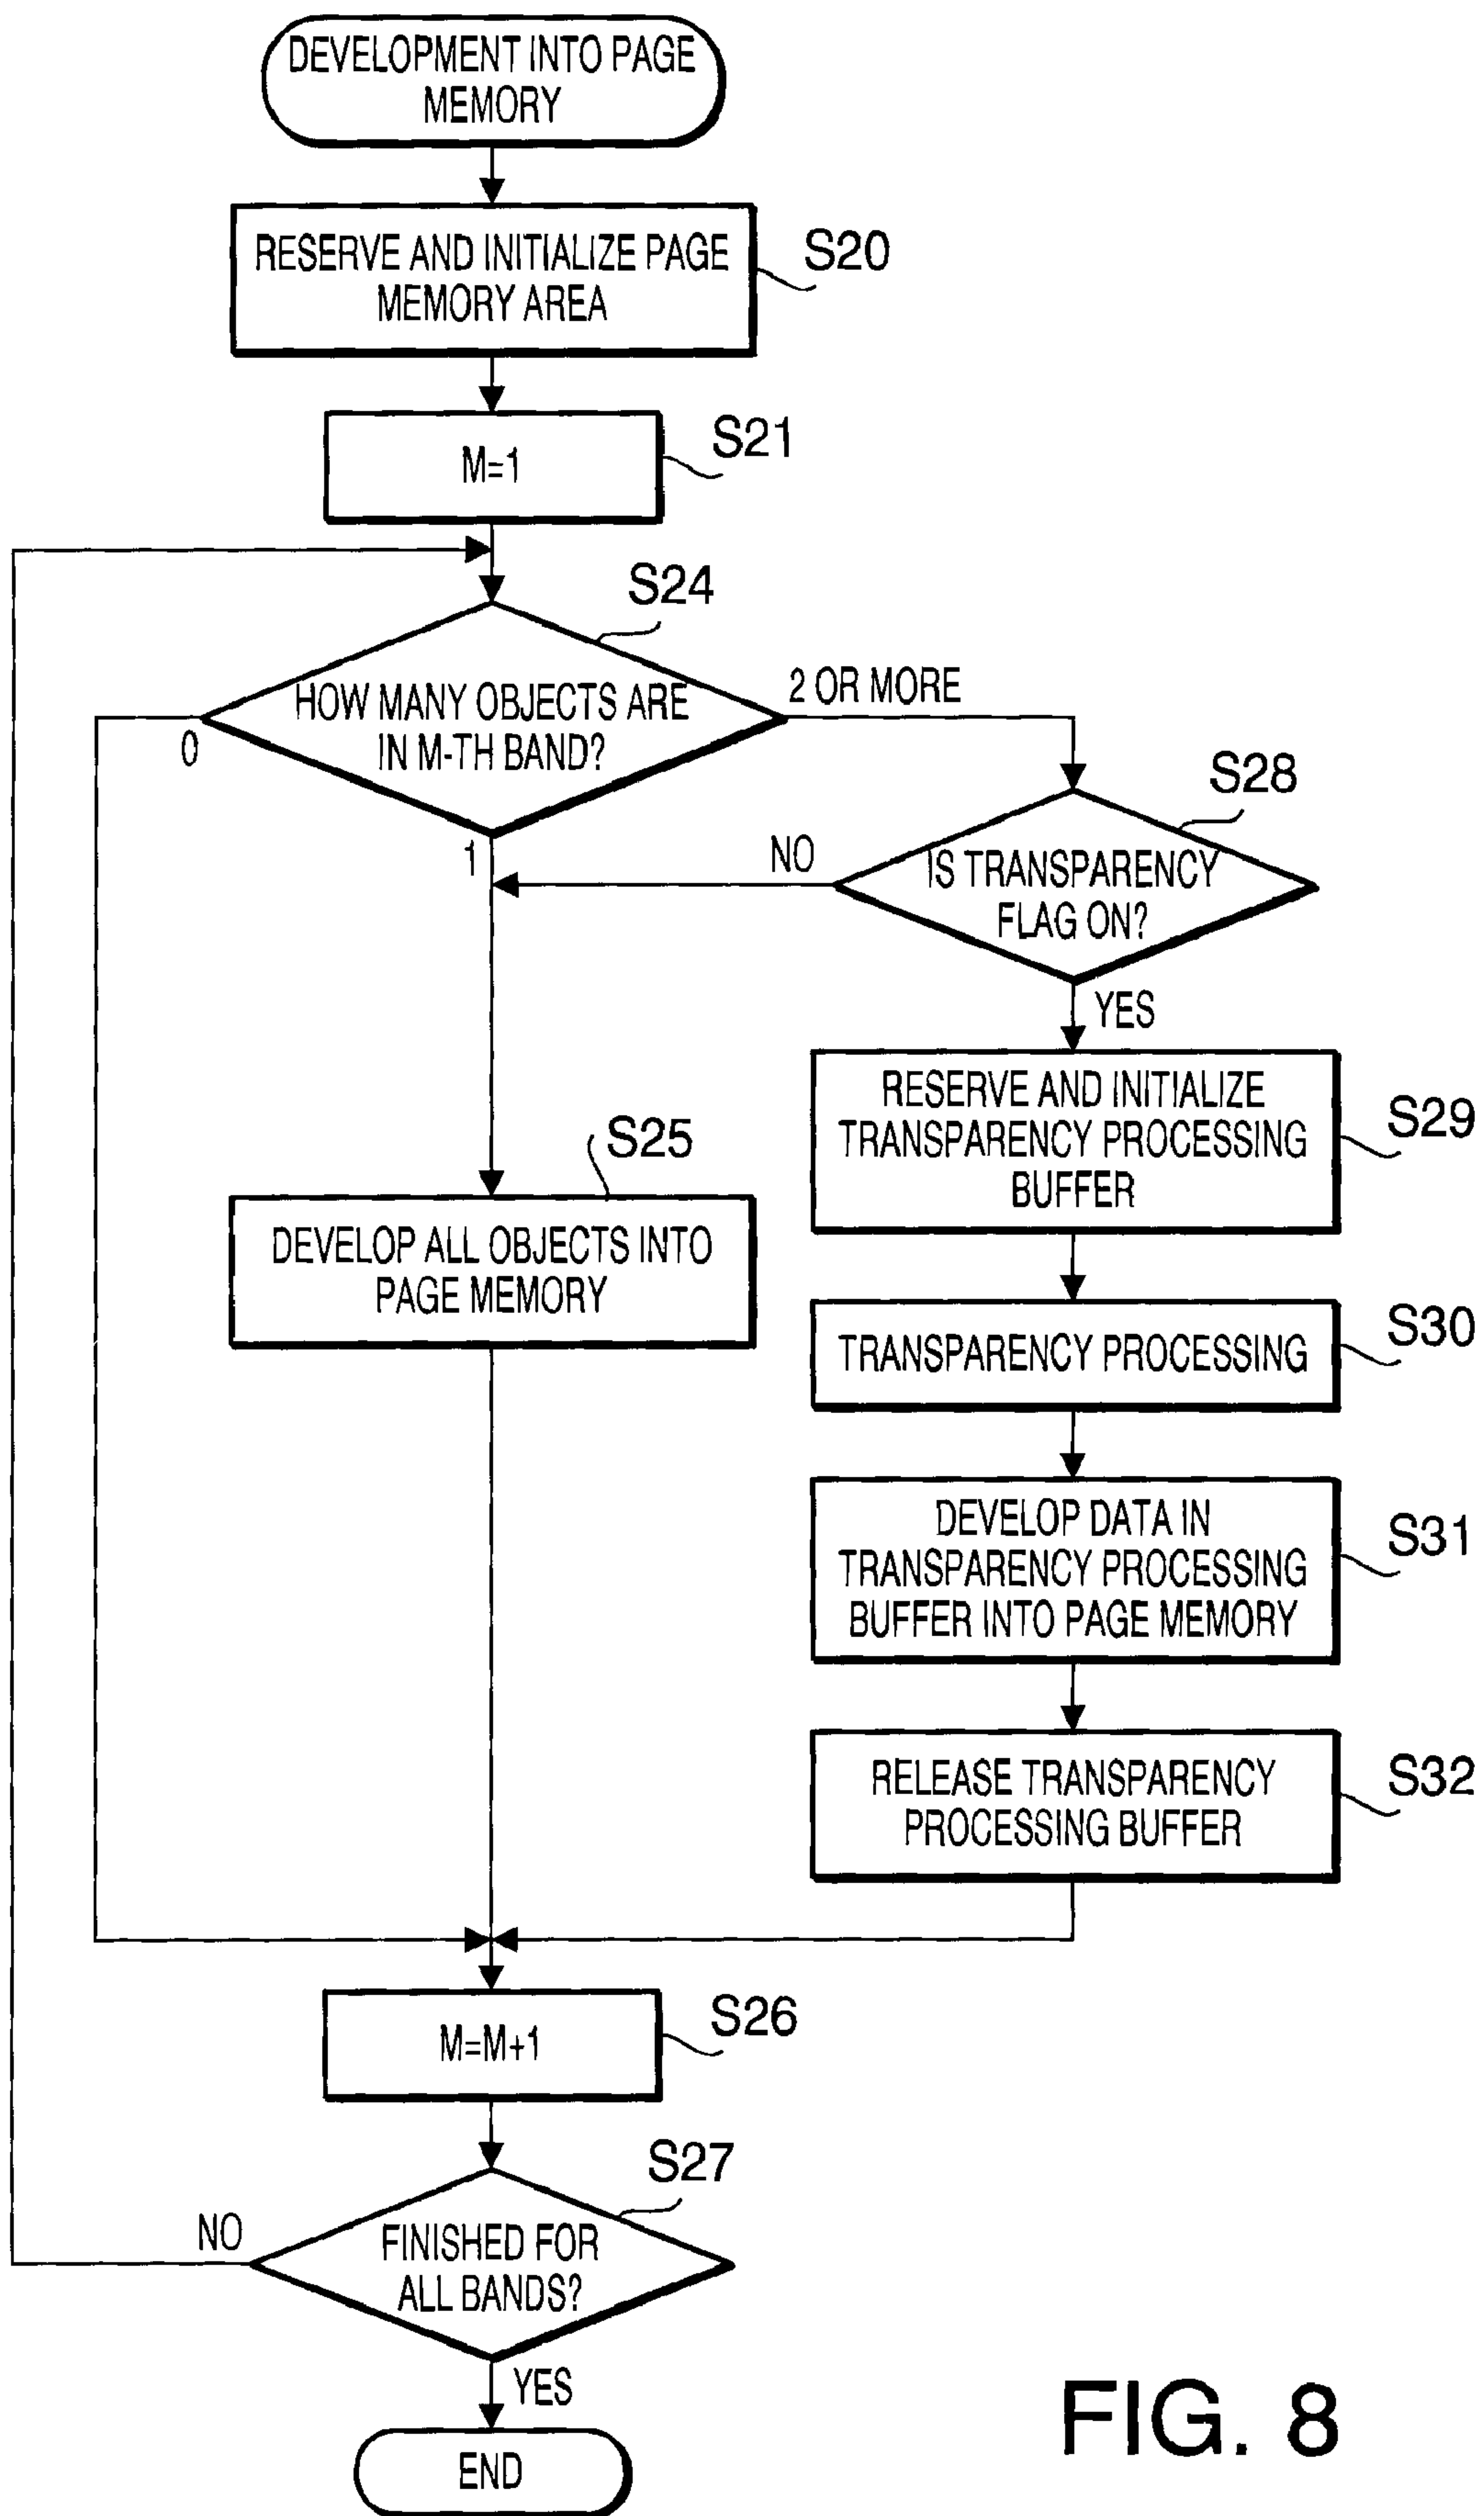 DEVELOPMENT INTO PAGE
MEMORY
RESERVE AND INITIALIZE PAGE
MEMORY AREA
S20
M=1
S21
S24
HOW MANY OBJECTS ARE
IN M-TH BAND?
0
2 OR MORE
1
S28
IS TRANSPARENCY
FLAG ON?
NO
YES
RESERVE AND INITIALIZE
TRANSPARENCY PROCESSING
BUFFER
S29
S25
DEVELOP ALL OBJECTS INTO
PAGE MEMORY
TRANSPARENCY PROCESSING
S30
DEVELOP DATA IN
TRANSPARENCY PROCESSING
BUFFER INTO PAGE MEMORY
S31
RELEASE TRANSPARENCY
PROCESSING BUFFER
S32
M=M+1
S26
S27
FINISHED FOR
ALL BANDS?
NO
YES
END
FIG. 8